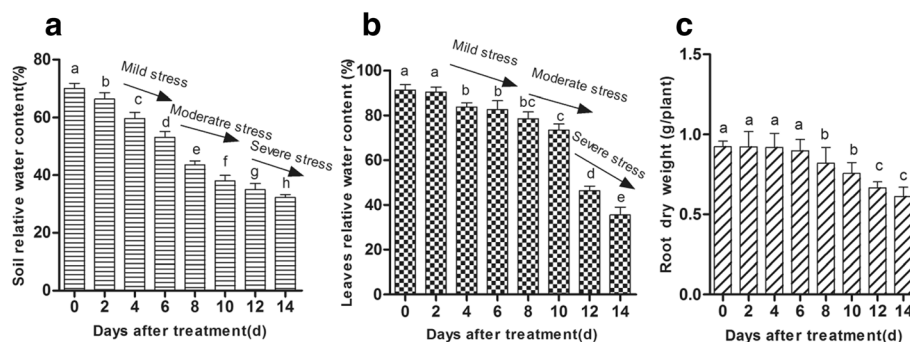 a
Soil relative water content(%)
80
60
40
20
0
a
b
c
d
e
f
g
h
Mild stress
Moderatre stress
Severe stress
0 2 4 6 8 10 12 14
Days after treatment(d)
b
Leaves relative water content (%)
100
80
60
40
20
0
a
a
b
b
bc
c
d
e
Mild stress
Moderate stress
Severe stress
0 2 4 6 8 10 12 14
Days after treatment(d)
c
Root dry weight (g/plant)
1.5
1.0
0.5
0.0
a
a
a
a
b
b
c
c
0 2 4 6 8 10 12 14
Days after treatment(d)